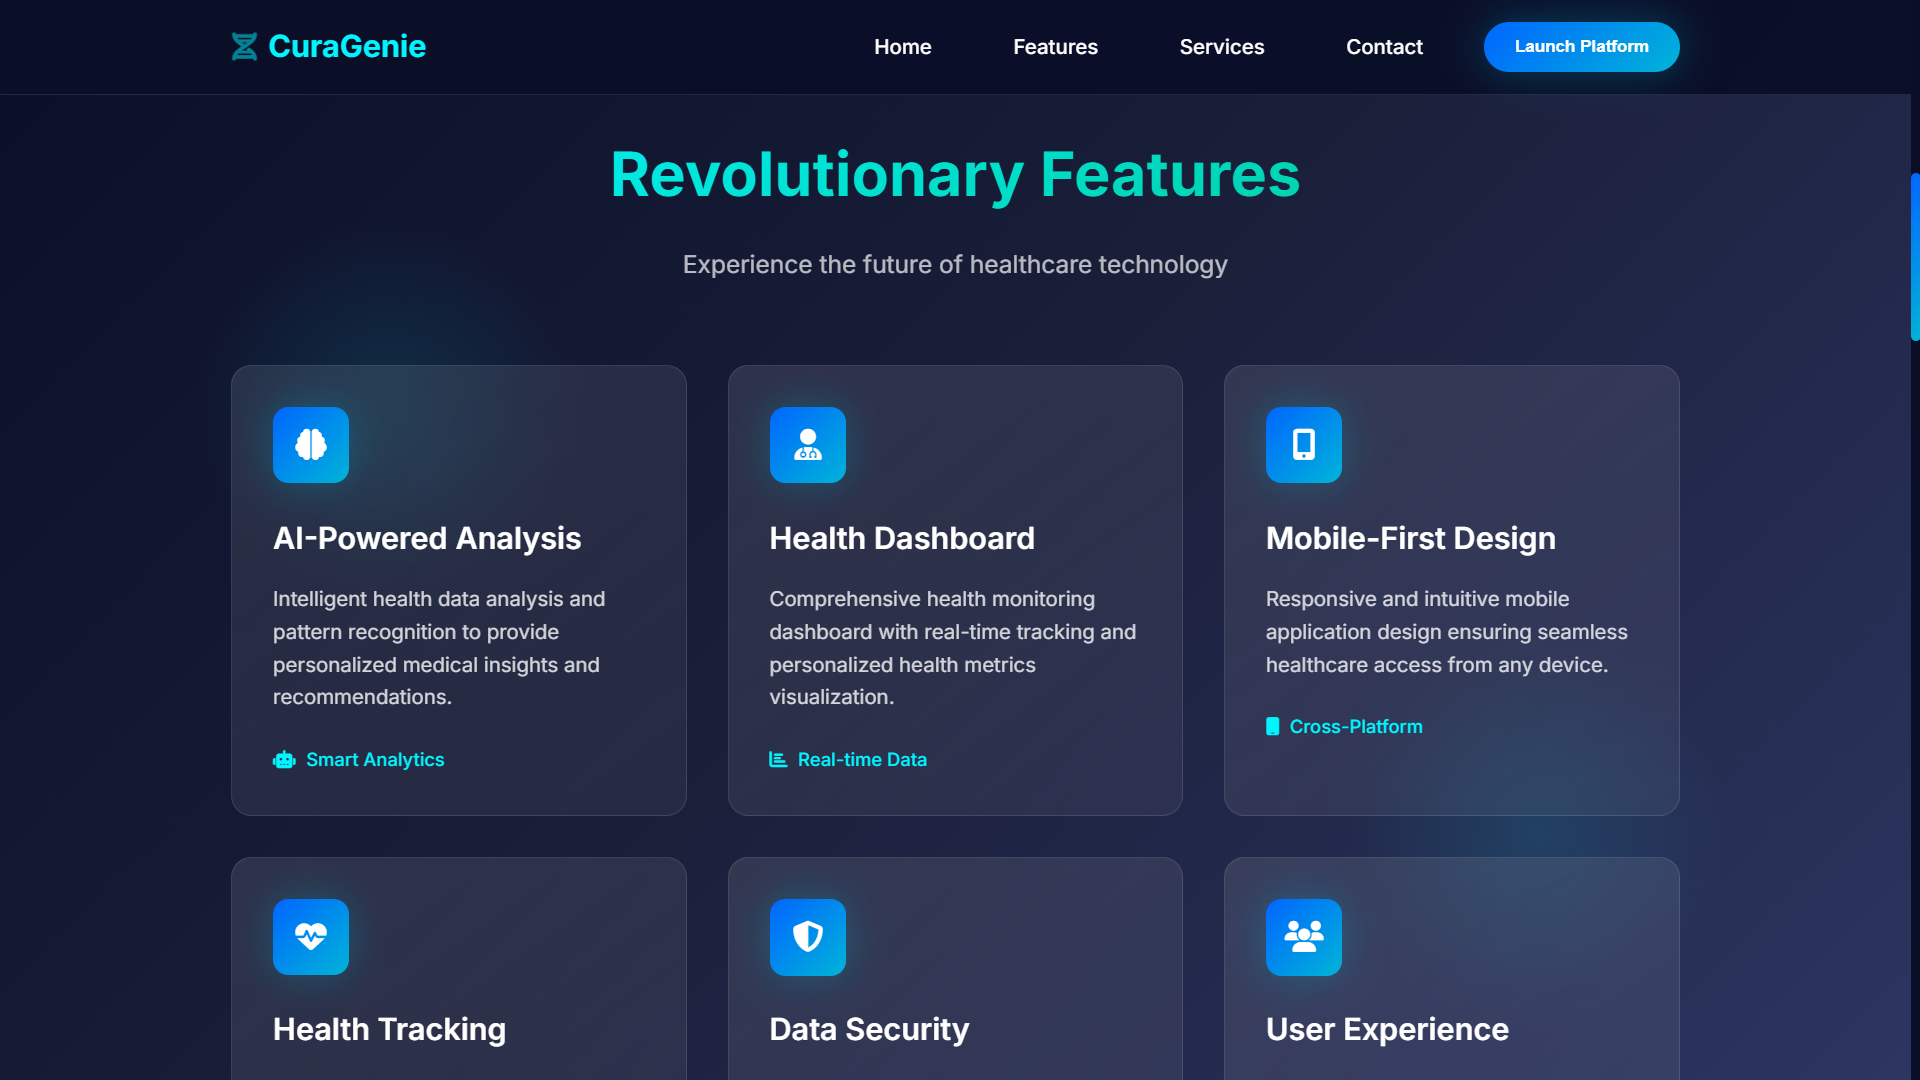 CuraGenie
Home
Features
Services
Contact
Launch Platform
Revolutionary Features
Experience the future of healthcare technology
AI-Powered Analysis
Intelligent health data analysis and
pattern recognition to provide
personalized medical insights and
recommendations.
Smart Analytics
Health Dashboard
Comprehensive health monitoring
dashboard with real-time tracking and
personalized health metrics
visualization.
Real-time Data
Mobile-First Design
Responsive and intuitive mobile
application design ensuring seamless
healthcare access from any device.
Cross-Platform
Health Tracking
Data Security
User Experience